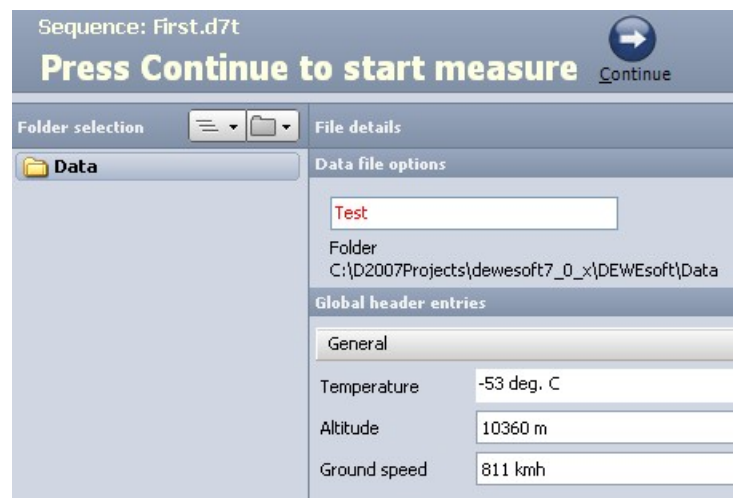 Sequence: First.d7t
Press Continue to start measure
Continue
Folder selection
File details
Data
Data file options
Test
Folder
C:\D2007Projects\dewesoft7_0_x\DEWEsoft\Data
Global header entries
General
Temperature -53 deg. C
Altitude 10360 m
Ground speed 811 kmh